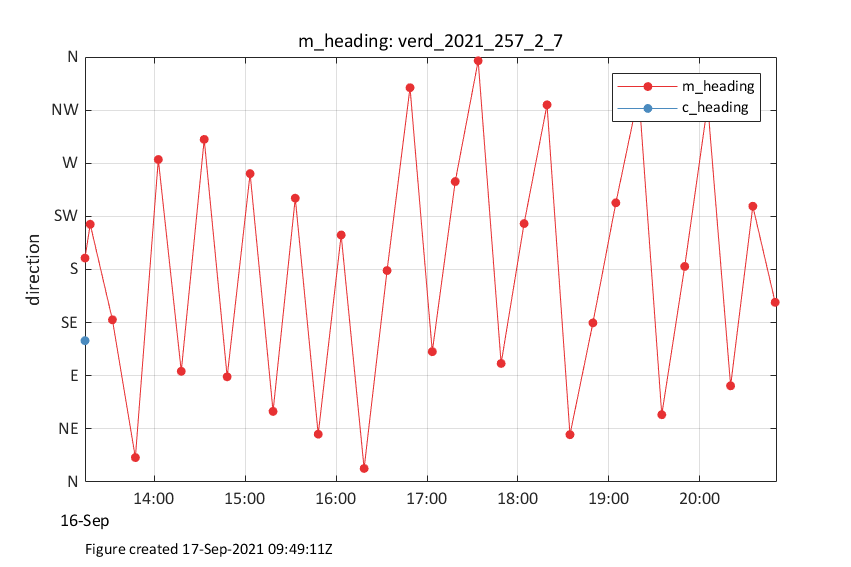 m_heading: verd_2021_257_2_7
N
NW
W
SW
S
SE
E
NE
N
direction
m_heading
c_heading
14:00 15:00 16:00 17:00 18:00 19:00 20:00
16-Sep
Figure created 17-Sep-2021 09:49:11Z